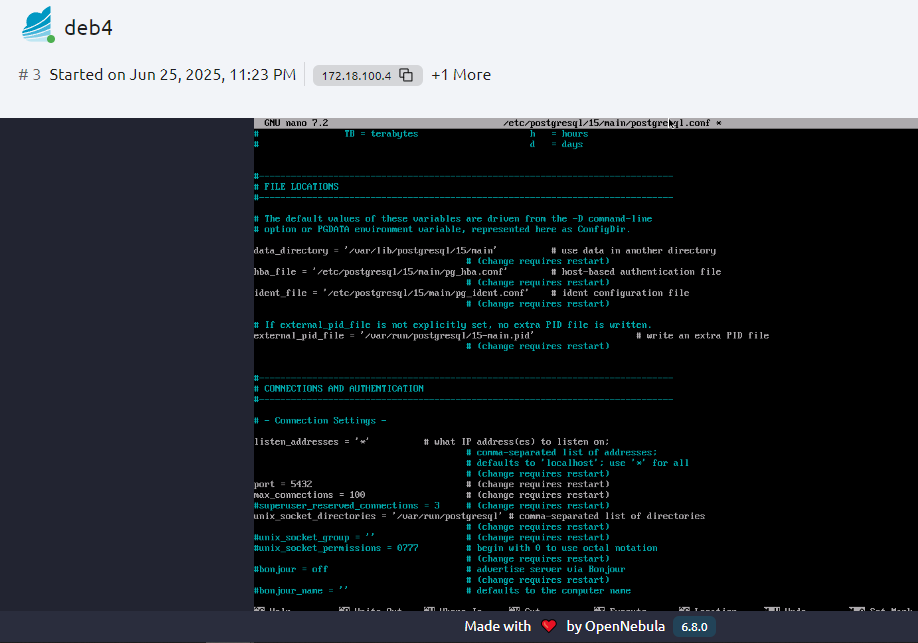 deb4
# 3 Started on Jun 25, 2025, 11:23 PM 172.18.100.4 +1 More
GNU nano 7.2 /etc/postgresql/15/main/postgresql.conf *
# TB = terabytes h = hours
# d = days
#------------------------------------------------------------------------------
# FILE LOCATIONS
#------------------------------------------------------------------------------
# The default values of these variables are driven from the -D command-line
# option or PGDATA environment variable, represented here as ConfigDir.
data_directory = '/var/lib/postgresql/15/main' # use data in another directory
# (change requires restart)
hba_file = '/etc/postgresql/15/main/pg_hba.conf' # host-based authentication file
# (change requires restart)
ident_file = '/etc/postgresql/15/main/pg_ident.conf' # ident configuration file
# (change requires restart)
# If external_pid_file is not explicitly set, no extra PID file is written.
external_pid_file = '/var/run/postgresql/15-main.pid' # write an extra PID file
# (change requires restart)
#------------------------------------------------------------------------------
# CONNECTIONS AND AUTHENTICATION
#------------------------------------------------------------------------------
# - Connection Settings -
listen_addresses = '*' # what IP address(es) to listen on;
# comma-separated list of addresses;
# defaults to 'localhost'; use '*' for all
# (change requires restart)
port = 5432 # (change requires restart)
max_connections = 100 # (change requires restart)
#superuser_reserved_connections = 3 # (change requires restart)
unix_socket_directories = '/var/run/postgresql' # comma-separated list of directories
# (change requires restart)
#unix_socket_group = '' # (change requires restart)
#unix_socket_permissions = 0777 # begin with 0 to use octal notation
# (change requires restart)
#bonjour = off # advertise server via Bonjour
# (change requires restart)
#bonjour_name = '' # defaults to the computer name
Made with ❤ by OpenNebula 6.8.0